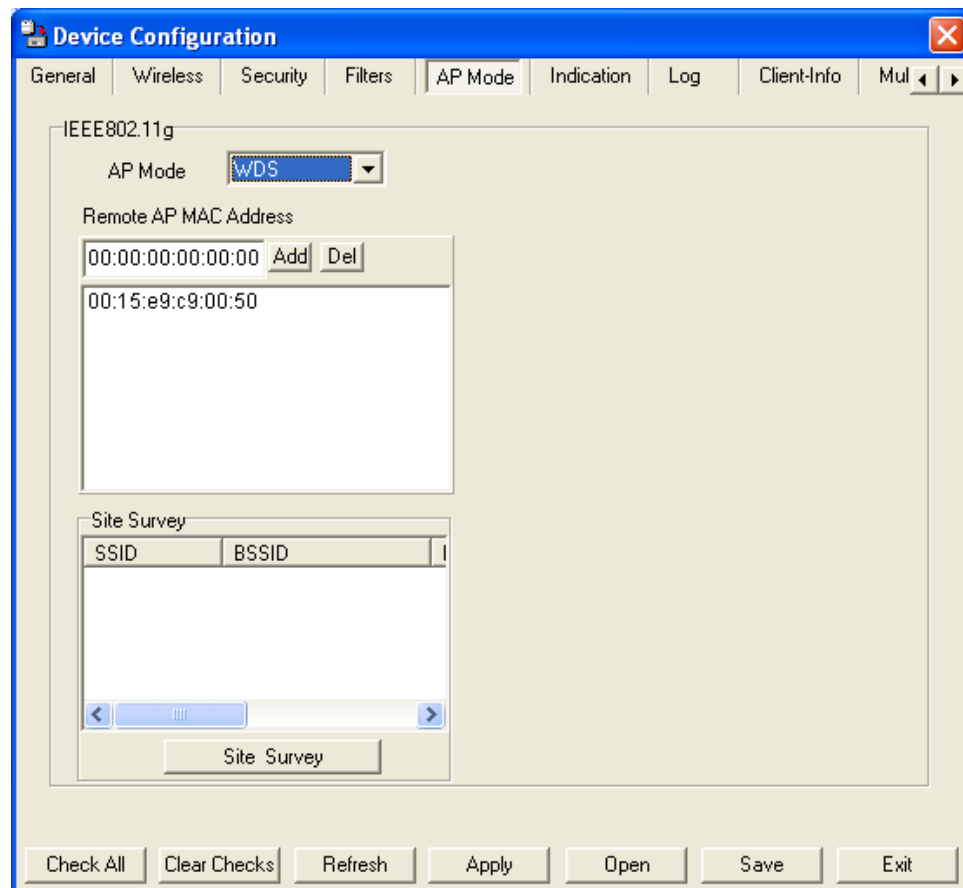 Device Configuration
General Wireless Security Filters AP Mode Indication Log Client-Info Mul
IEEE802.11g
AP Mode WDS
Remote AP MAC Address
00:00:00:00:00:00 Add Del
00:15:e9:c9:00:50
Site Survey
SSID BSSID
Site Survey
Check All Clear Checks Refresh Apply Open Save Exit